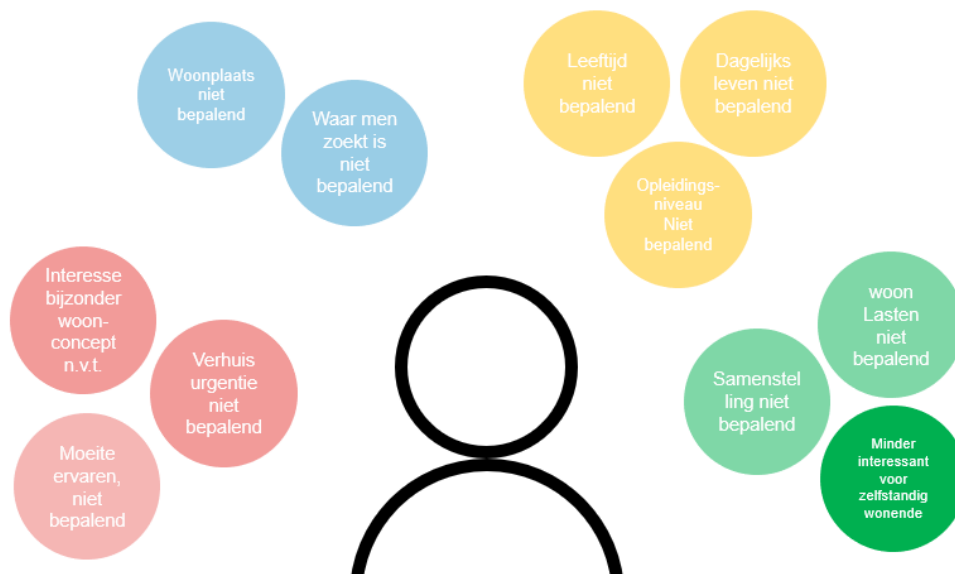 Woonplaats
niet
bepalend
Waar men
zoekt is
niet
bepalend
Leeftijd
niet
bepalend
Dagelijks
leven niet
bepalend
Opleidings-
niveau
Niet
bepalend
Interesse
bijzonder
woon-
concept
n.v.t.
Verhuis
urgentie
niet
bepalend
Moeite
ervaren,
niet
bepalend
woon
Lasten
niet
bepalend
Samenstel
ling niet
bepalend
Minder
interessant
voor
zelfstandig
wonende